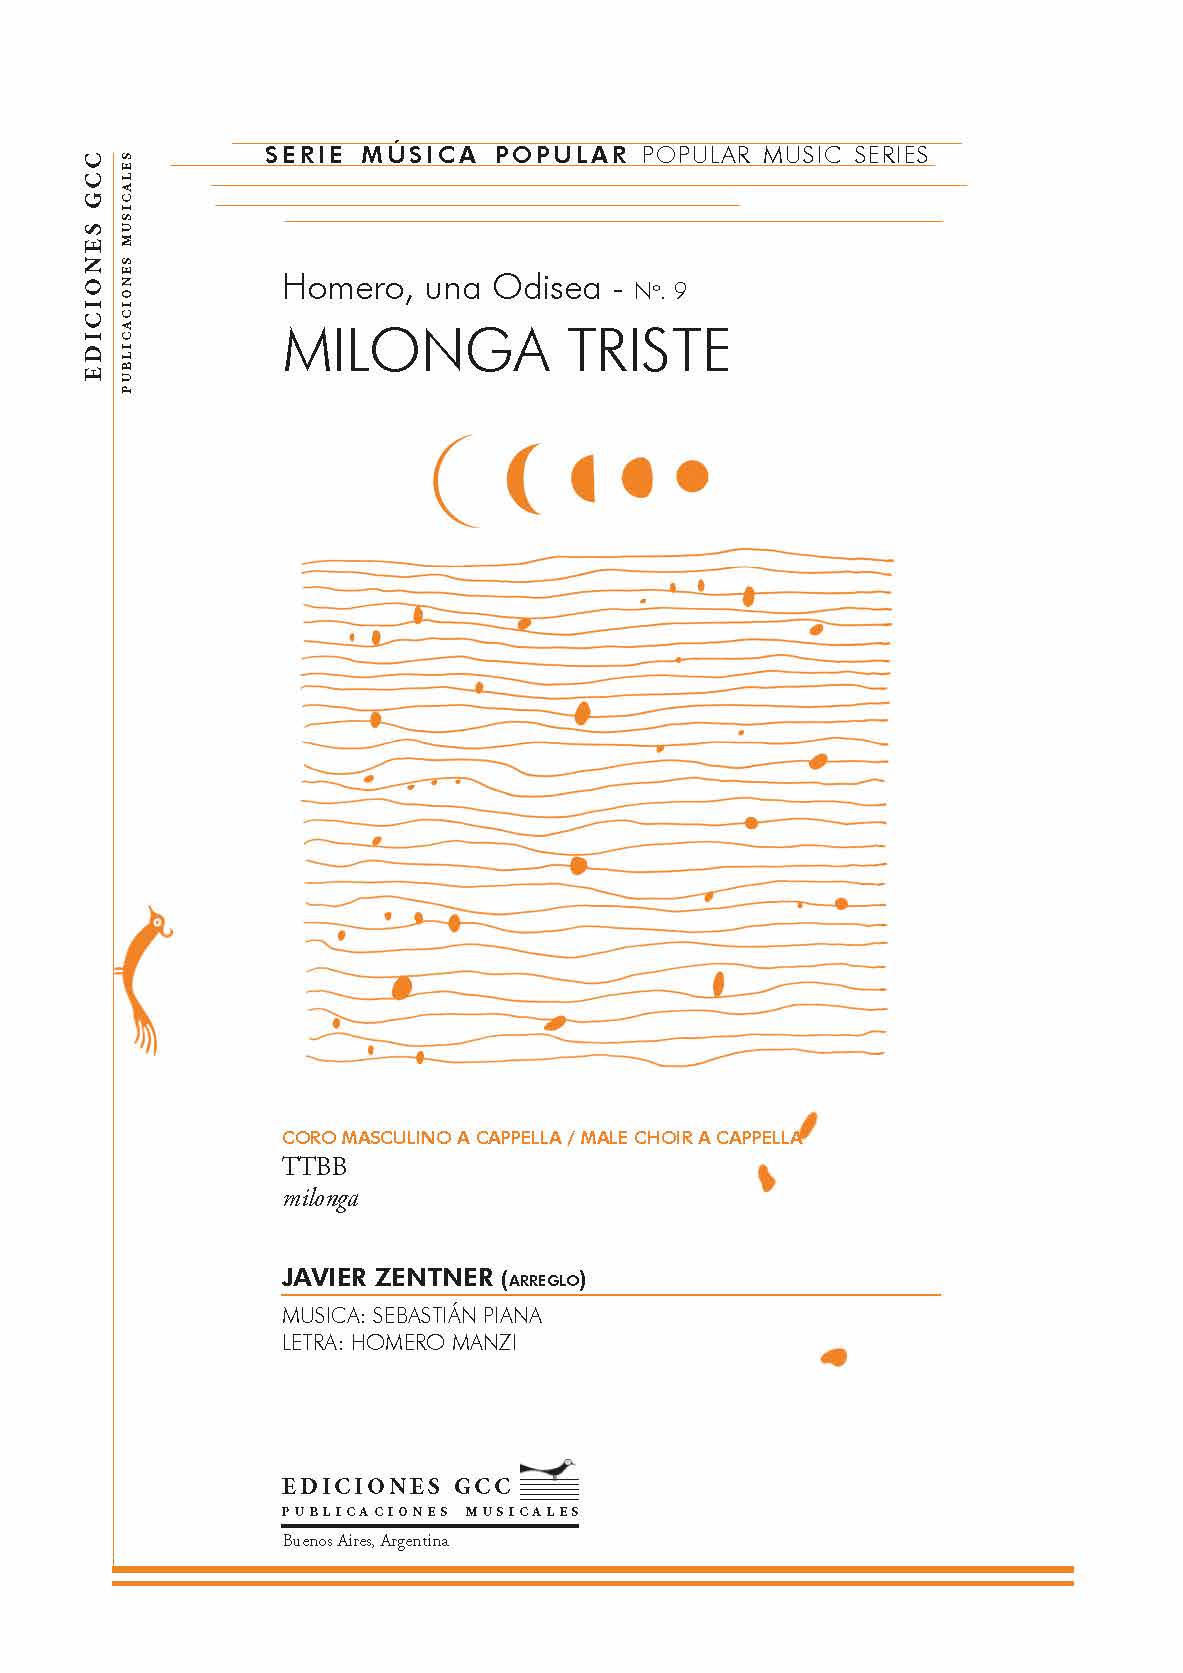 EDICIONES GCC
PUBLICACIONES MUSICALES
SERIE MÚSICA POPULAR POPULAR MUSIC SERIES
Homero, una Odisea - Nº. 9
MILONGA TRISTE
CORO MASCULINO A CAPPELLA / MALE CHOIR A CAPPELLA
TTBB
milonga
JAVIER ZENTNER (ARREGLO)
MUSICA: SEBASTIÁN PIANA
LETRA: HOMERO MANZI
EDICIONES GCC
PUBLICACIONES MUSICALES
Buenos Aires, Argentina